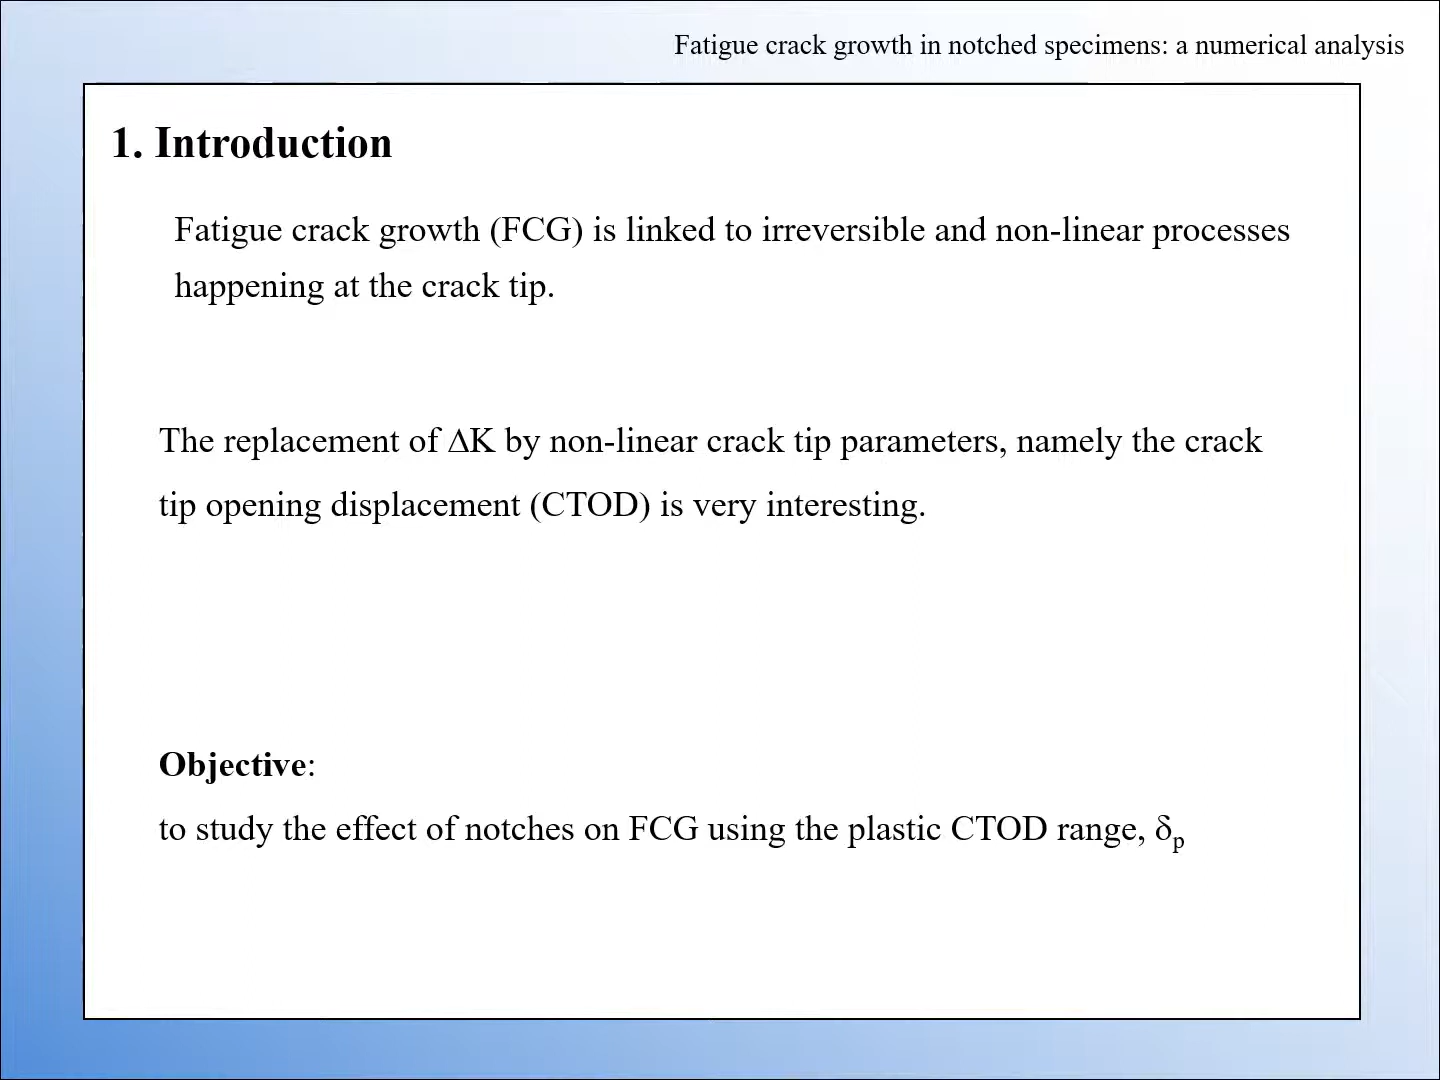 Fatigue crack growth in notched specimens: a numerical analysis
1. Introduction
Fatigue crack growth (FCG) is linked to irreversible and non-linear processes
happening at the crack tip.
The replacement of ΔK by non-linear crack tip parameters, namely the crack
tip opening displacement (CTOD) is very interesting.
Objective:
to study the effect of notches on FCG using the plastic CTOD range, δp